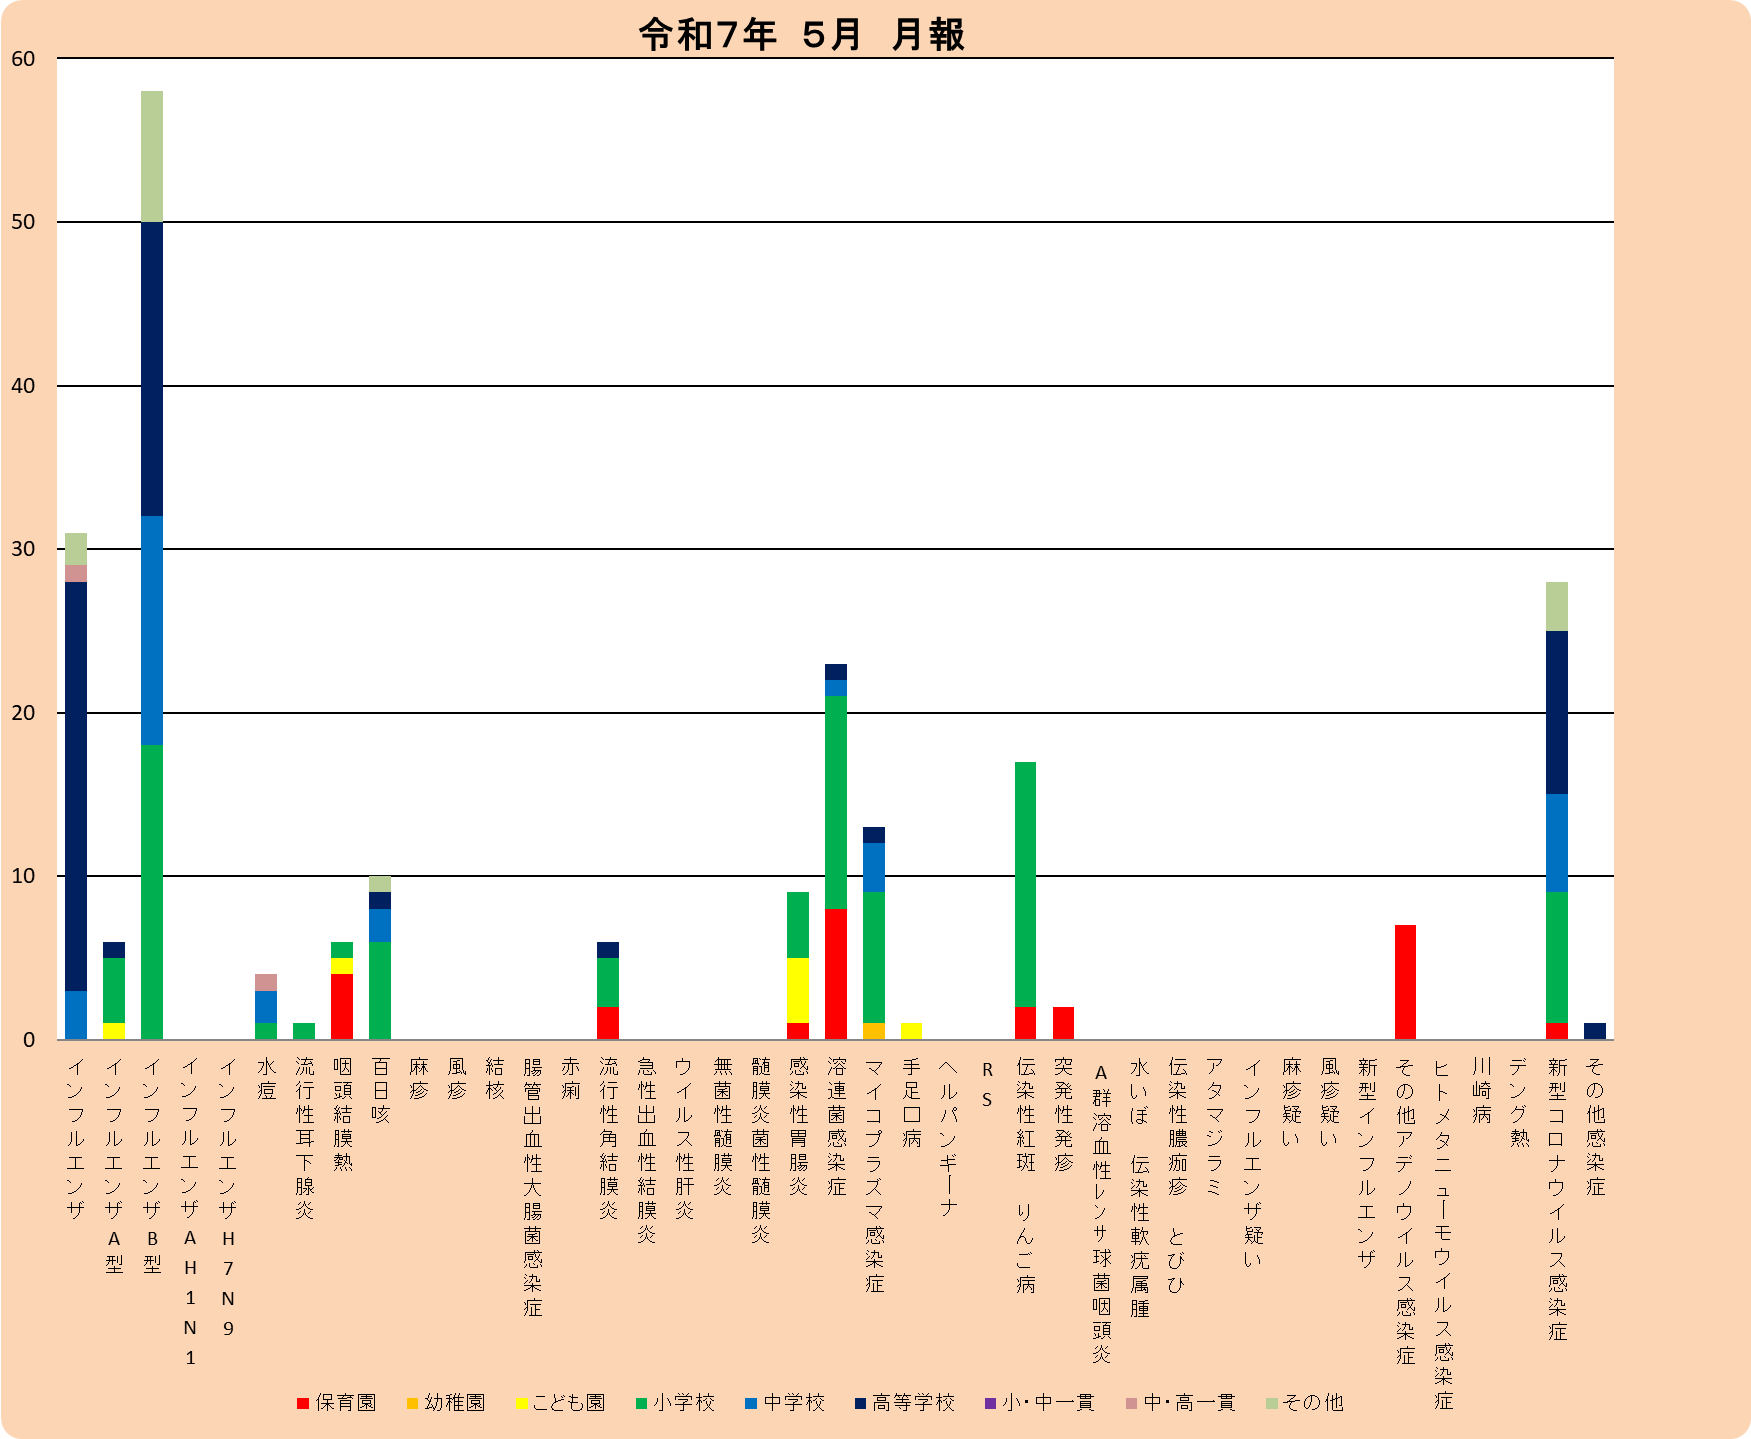 令和７年　５月　月報
60
50
40
30
20
10
0
インフルエンザ
インフルエンザＡ型
インフルエンザＢ型
インフルエンザＡＨ１Ｎ１
インフルエンザＨ７Ｎ９
水痘
流行性耳下腺炎
咽頭結膜熱
百日咳
麻疹
風疹
結核
腸管出血性大腸菌感染症
赤痢
流行性角結膜炎
急性出血性結膜炎
ウイルス性肝炎
無菌性髄膜炎
髄膜炎菌性髄膜炎
感染性胃腸炎
溶連菌感染症
マイコプラズマ感染症
手足口病
ヘルパンギーナ
ＲＳ
伝染性紅斑　りんご病
突発性発疹
Ａ群溶血性ﾚﾝｻ球菌咽頭炎
水いぼ　伝染性軟疣属腫
伝染性膿痂疹　とびひ
アタマジラミ
インフルエンザ疑い
麻疹疑い
風疹疑い
新型インフルエンザ
その他アデノウイルス感染症
ヒトメタニューモウイルス感染症
川崎病
デング熱
新型コロナウイルス感染症
その他感染症
保育園 幼稚園 こども園 小学校 中学校 高等学校 小・中一貫 中・高一貫 その他